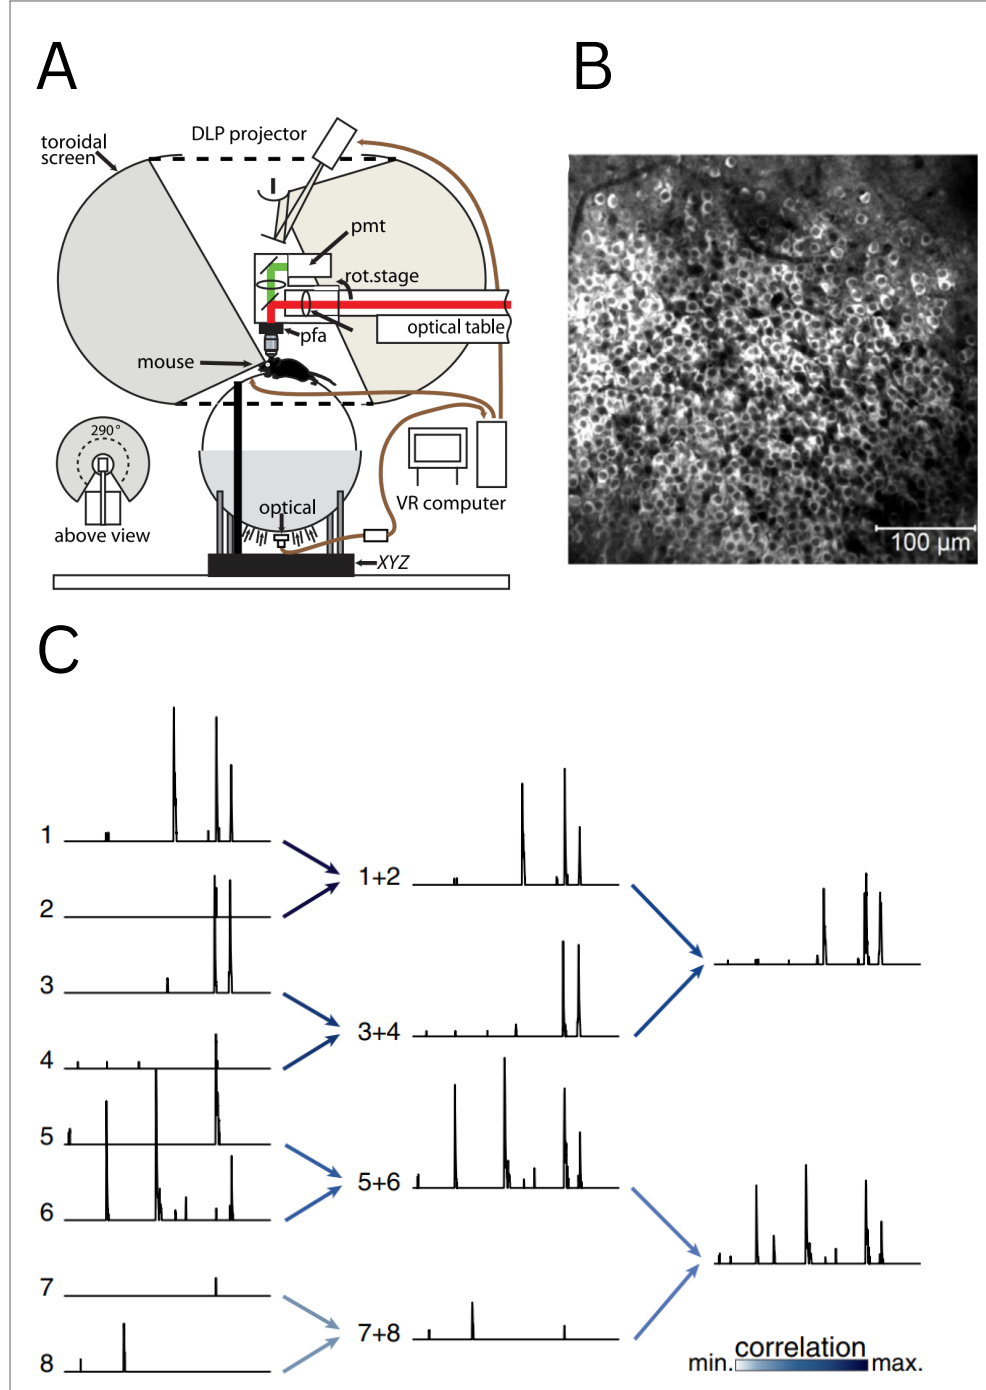 A
B
toroidal
screen
DLP projector
pmt
rot.stage
optical table
pfa
mouse
290°
above view
optical
VR computer
XYZ
100 µm
C
1
2
3
4
5
6
7
8
1+2
3+4
5+6
7+8
correlation
min. max.